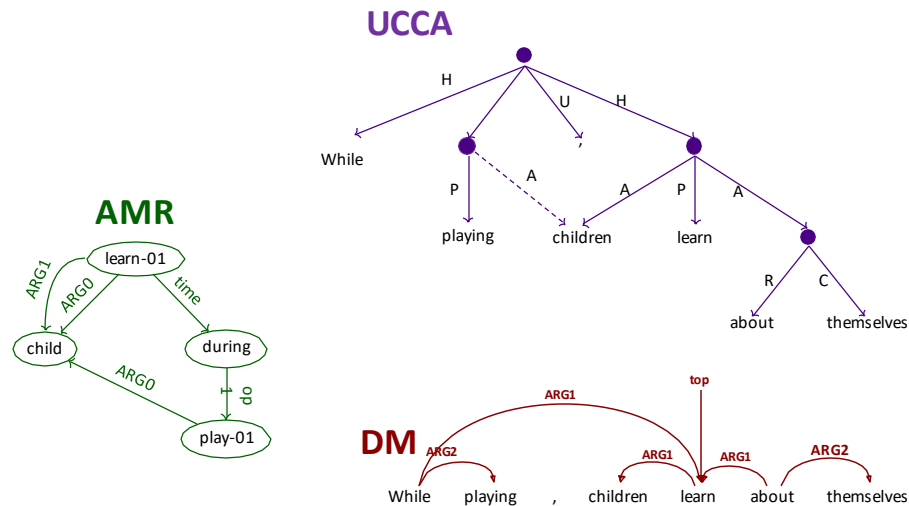 UCCA
H
U
H
While
,
P
A
A
P
A
playing
children
learn
R
C
about
themselves
AMR
learn-01
ARG1
ARG0
time
child
during
ARG0
op
1
play-01
DM
top
ARG1
ARG2
ARG1
ARG1
ARG2
While playing , children learn about themselves